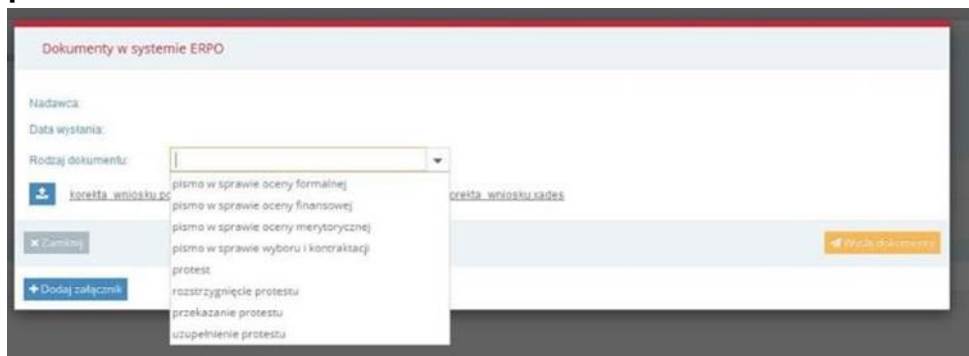 Dokumenty w systemie ERPO
Nadawca:
Data wysłania:
Rodzaj dokumentu:
pismo w sprawie oceny formalnej
korekta_wniosku.pd orekta_wniosku.xades
pismo w sprawie oceny finansowej
pismo w sprawie oceny merytorycznej
pismo w sprawie wyboru i kontraktacji
Zamknij
Wyślij dokumenty
protest
Dodaj załącznik
rozstrzygnięcie protestu
przekazanie protestu
uzupełnienie protestu